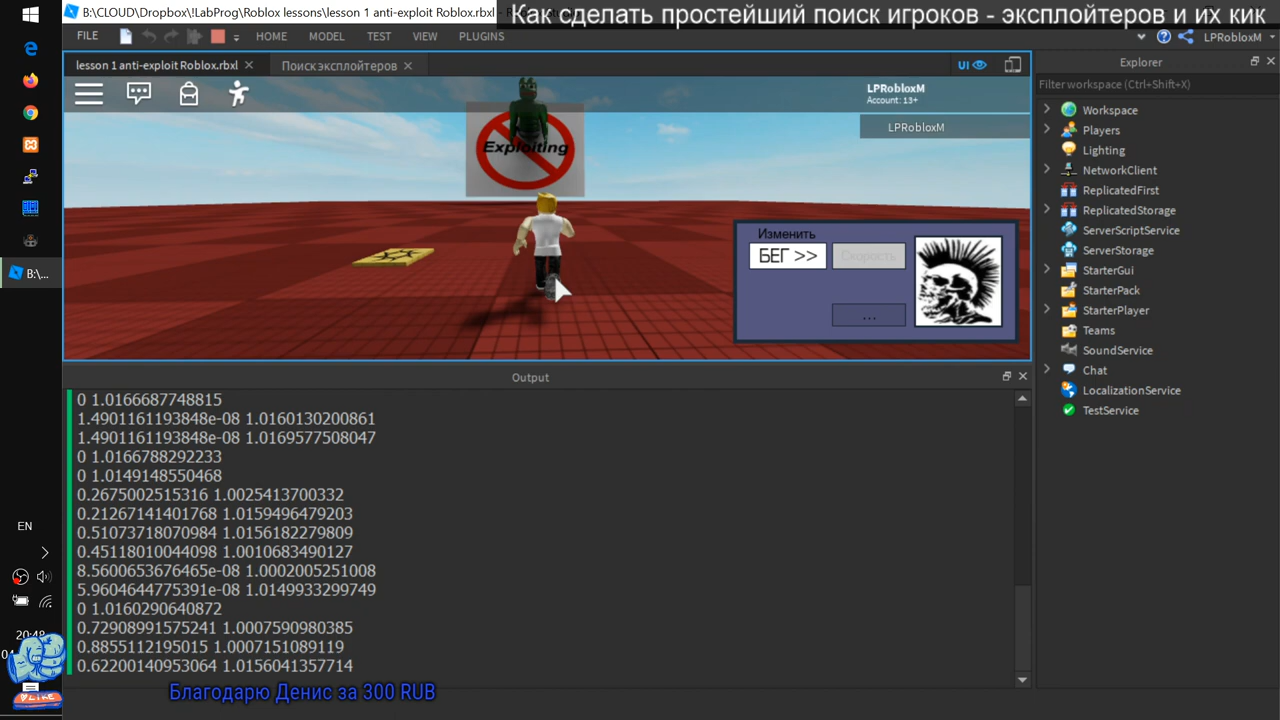 B:\CLOUD\Dropbox\!LabProg\Roblox lessons\lesson 1 anti-exploit Roblox.rbxl
Как сделать простейший поиск игроков - эксплойтеров и их кик
FILE
HOME
MODEL
TEST
VIEW
PLUGINS
LPRobloxM
lesson 1 anti-exploit Roblox.rbxl
Поиск эксплойтеров
UI
Explorer
Filter workspace (Ctrl+Shift+X)
LPRobloxM
Account: 13+
LPRobloxM
Exploiting
Изменить
БЕГ >>
Скорость
...
Workspace
Players
Lighting
NetworkClient
ReplicatedFirst
ReplicatedStorage
ServerScriptService
ServerStorage
StarterGui
StarterPack
StarterPlayer
Teams
SoundService
Chat
LocalizationService
TestService
B:\...
Output
0 1.0166687748815
1.4901161193848e-08 1.0160130200861
1.4901161193848e-08 1.0169577508047
0 1.0166788292233
0 1.0149148550468
0.2675002515316 1.0025413700332
0.21267141401768 1.0159496479203
0.51073718070984 1.0156182279809
0.45118010044098 1.0010683490127
8.5600653676465e-08 1.0002005251008
5.9604644775391e-08 1.0149933299749
0 1.0160290640872
0.72908991575241 1.0007590980385
0.8855112195015 1.0007151089119
0.62200140953064 1.0156041357714
EN
20:48
LIKE
Благодарю Денис за 300 RUB